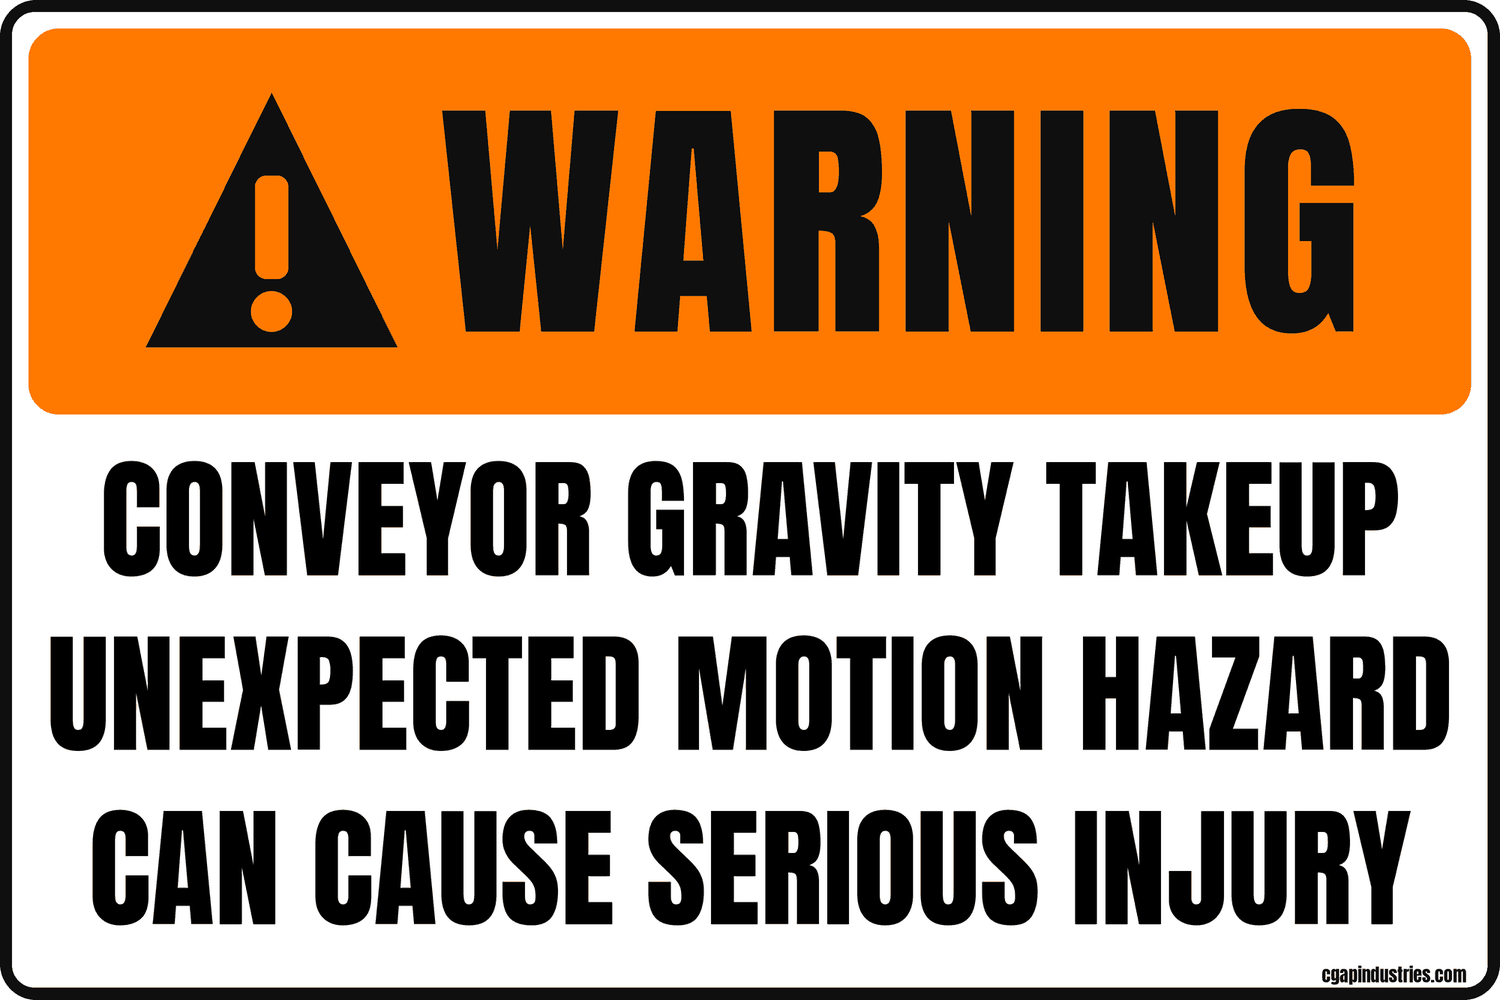 WARNING
CONVEYOR GRAVITY TAKEUP
UNEXPECTED MOTION HAZARD
CAN CAUSE SERIOUS INJURY
cgapindustries.com